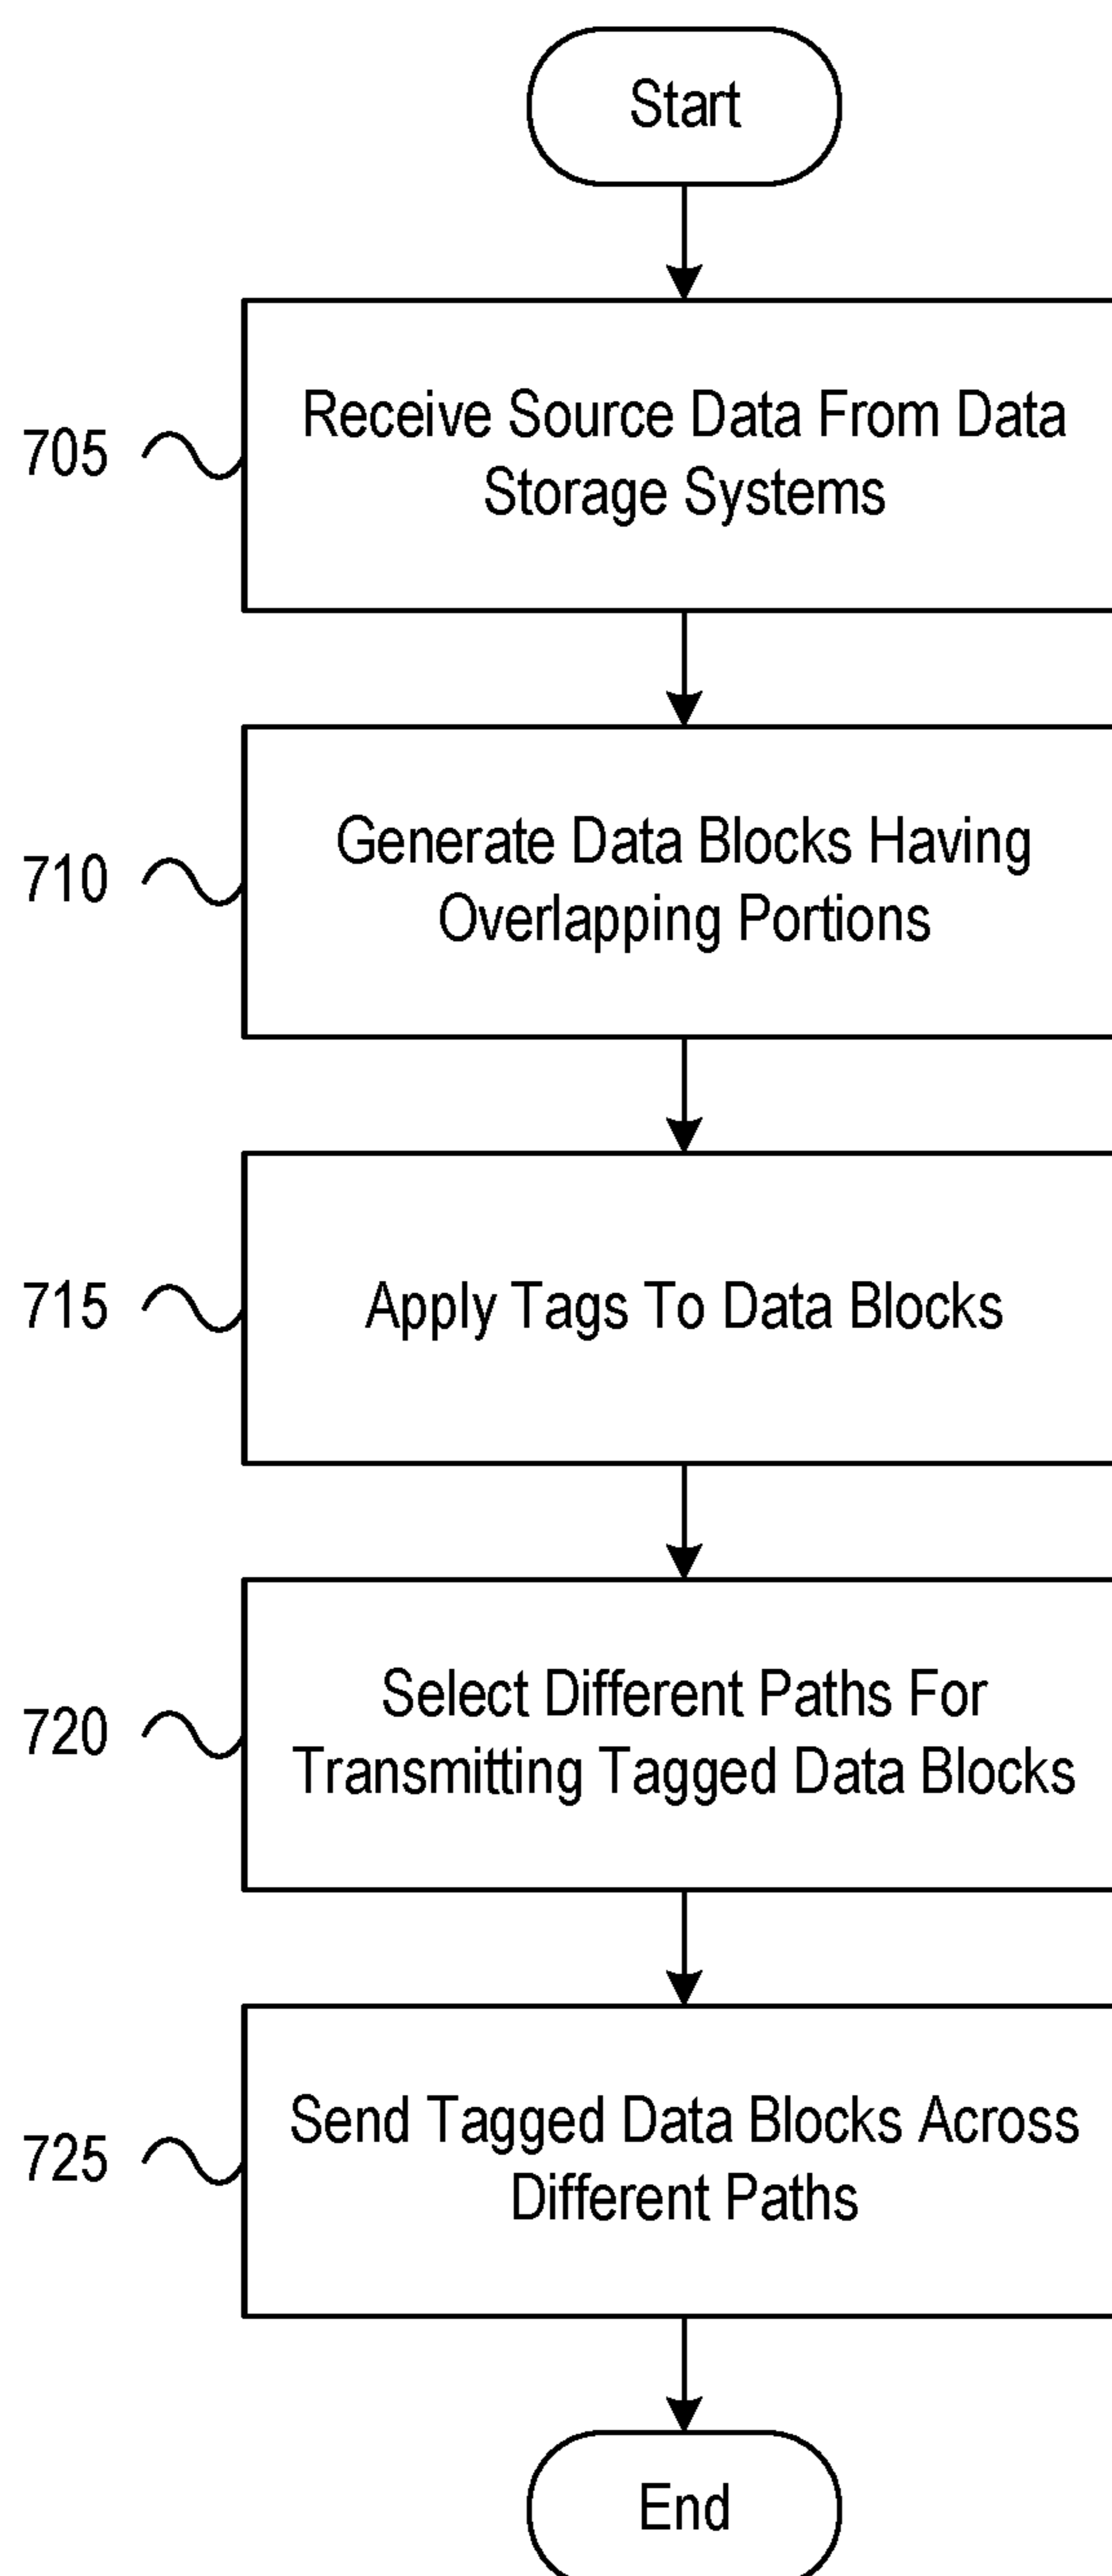 Start
705
Receive Source Data From Data
Storage Systems
710
Generate Data Blocks Having
Overlapping Portions
715
Apply Tags To Data Blocks
720
Select Different Paths For
Transmitting Tagged Data Blocks
725
Send Tagged Data Blocks Across
Different Paths
End